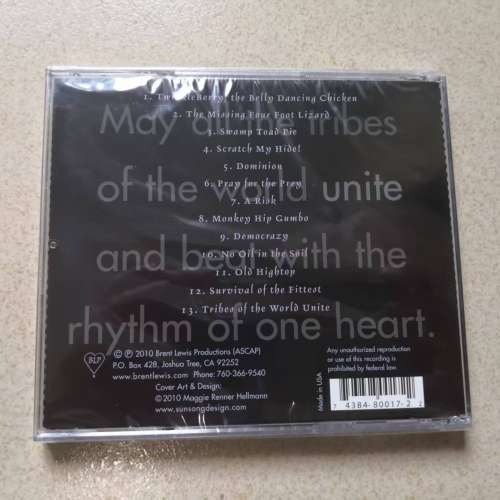 1. the Belly Dancing Chicken
2. The Missing Four Foot Lizard
3. Swamp Toad Pie
4. Scratch My Hide!
5. Dominion
6. Pray for the Prey
7. A Risk
8. Monkey Hip Gumbo
9. Democrazy
10. No Oil in the Soil
11. Old Hightop
12. Survival of the Fittest
13. Tribes of the World Unite
May all the tribes
of the world unite
and beat with the
rhythm of one heart.
BLP
© ℗ 2010 Brent Lewis Productions (ASCAP)
P.O. Box 428, Joshua Tree, CA 92252
www.brentlewis.com Phone: 760-366-9540
Cover Art & Design:
©2010 Maggie Renner Hellmann
www.sunsongdesign.com
Any unauthorized reproduction
or use of this recording is
prohibited by federal law.
Made in USA
7 4384-80017-2 2